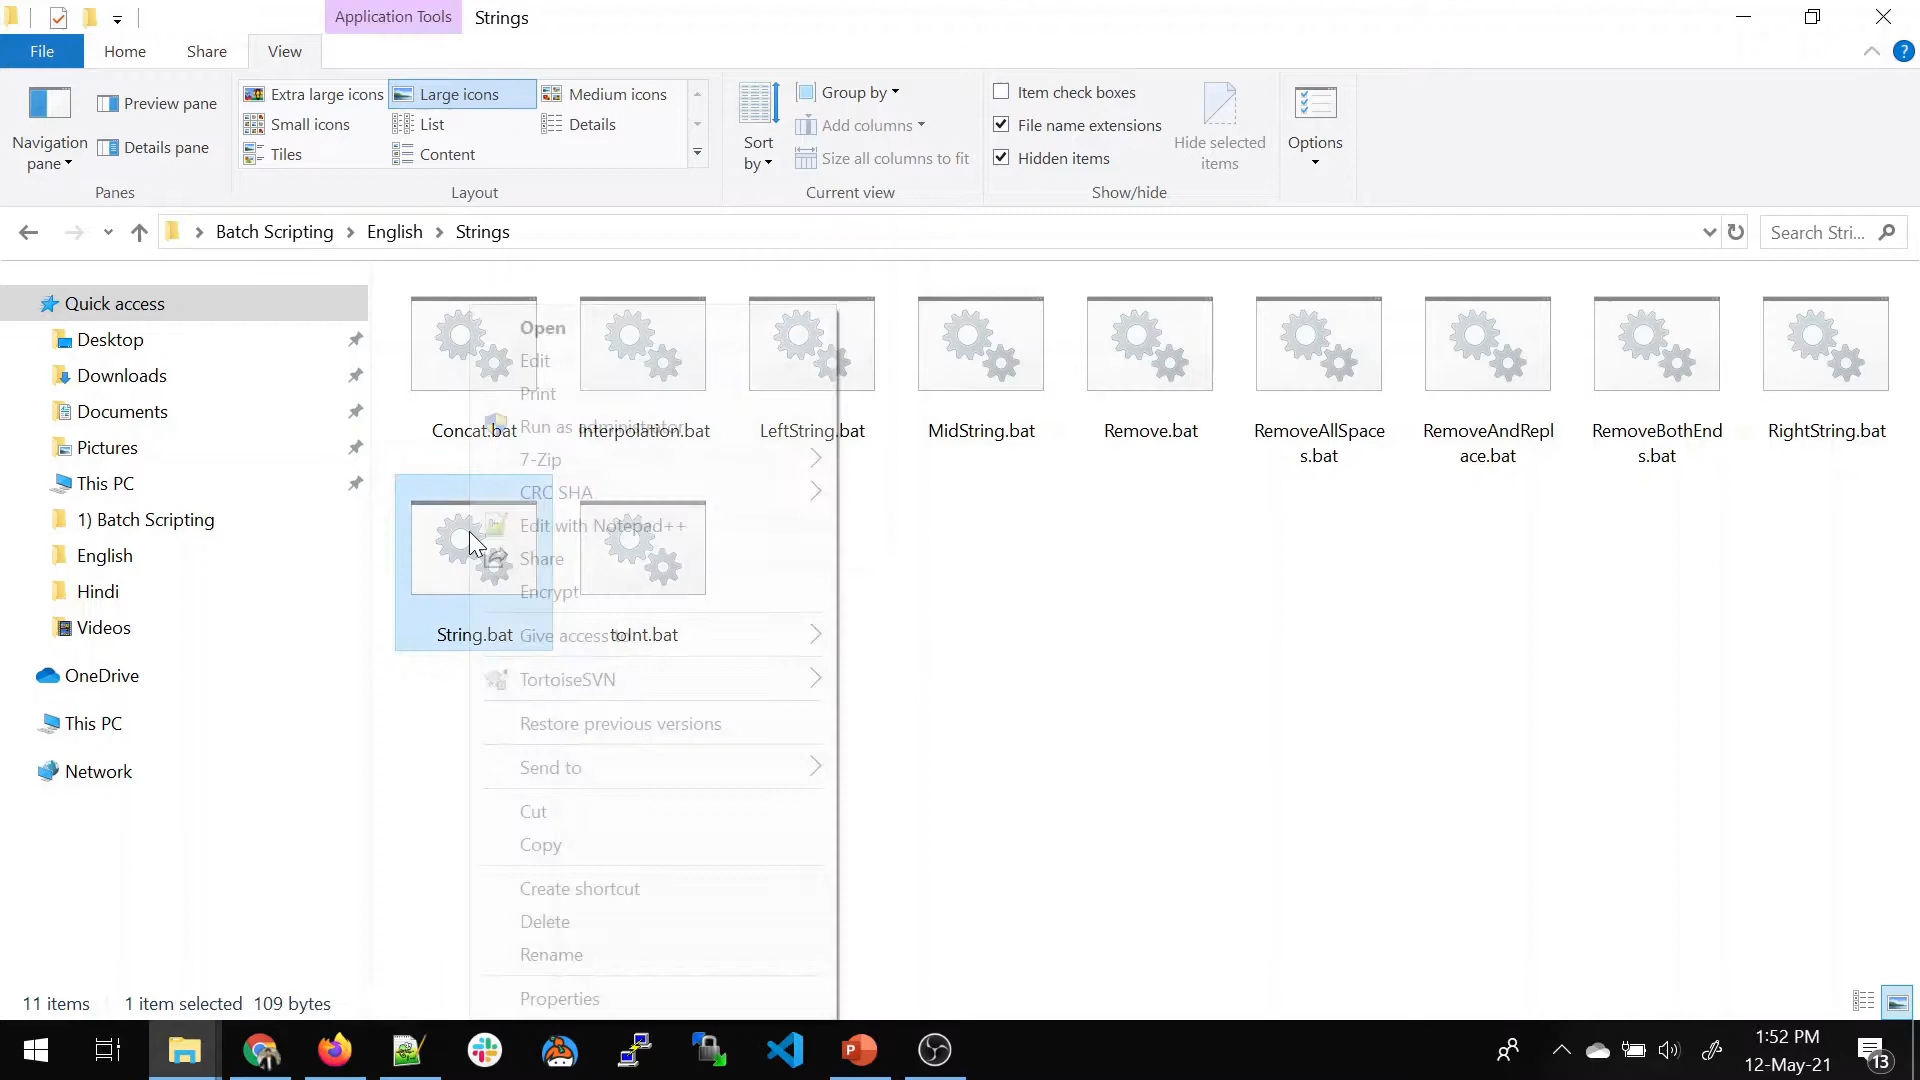 Application Tools Strings
File Home Share View
Navigation pane
Preview pane
Details pane
Panes
Extra large icons Large icons Medium icons
Small icons List Details
Tiles Content
Layout
Sort by
Group by
Add columns
Size all columns to fit
Current view
Item check boxes
File name extensions
Hidden items
Hide selected items
Show/hide
Options
Batch Scripting English Strings
Search Stri...
Quick access
Desktop
Downloads
Documents
Pictures
This PC
1) Batch Scripting
English
Hindi
Videos
OneDrive
This PC
Network
Concat.bat
Interpolation.bat
LeftString.bat
MidString.bat
Remove.bat
RemoveAllSpace
s.bat
RemoveAndRepl
ace.bat
RemoveBothEnd
s.bat
RightString.bat
String.bat
toInt.bat
Open
Edit
Print
Run as administrator
7-Zip
CRC SHA
Edit with Notepad++
Share
Encrypt
Give access to
TortoiseSVN
Restore previous versions
Send to
Cut
Copy
Create shortcut
Delete
Rename
Properties
11 items 1 item selected 109 bytes
1:52 PM
12-May-21
13